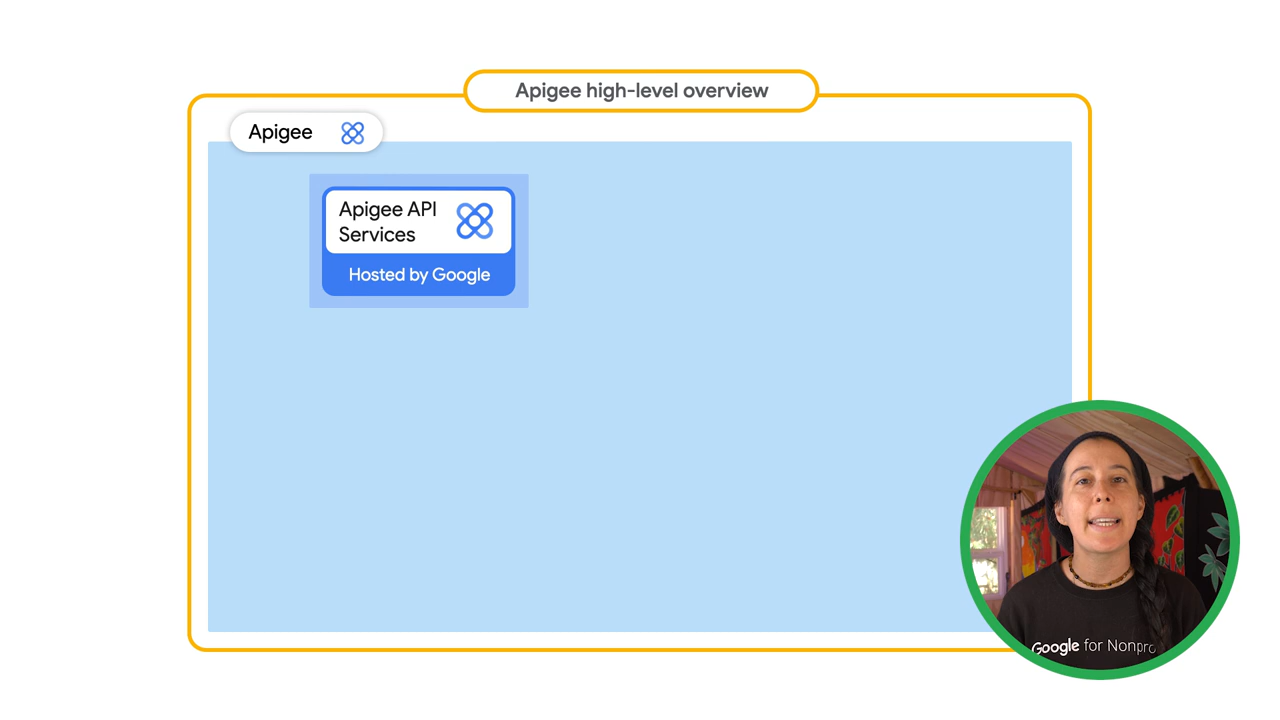 Apigee high-level overview
Apigee
Apigee API
Services
Hosted by Google
Google for Nonpro